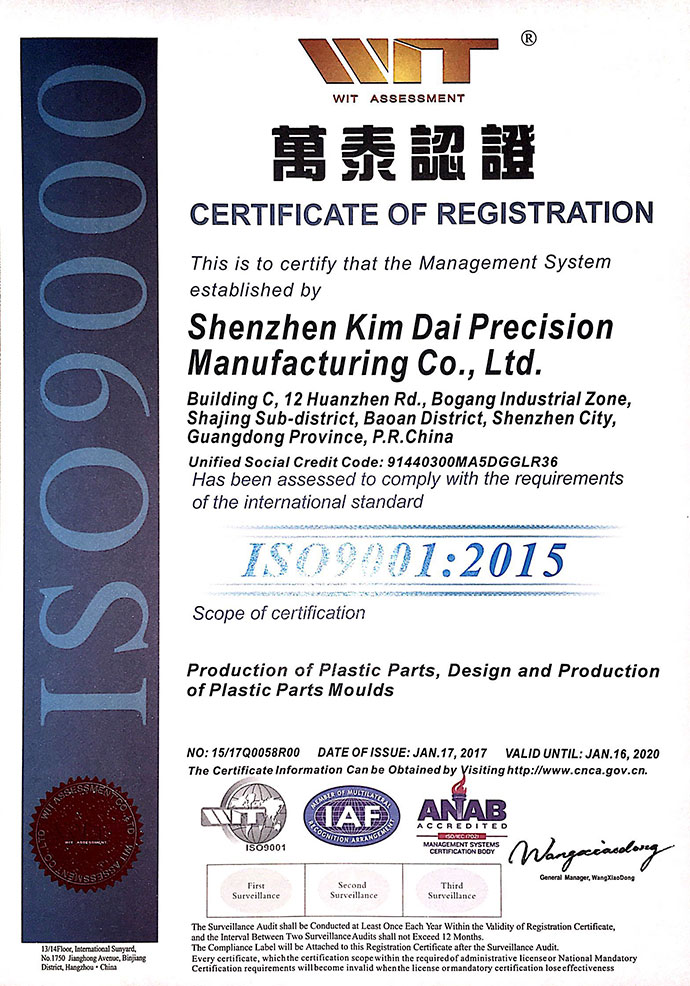 WIT ®
WIT ASSESSMENT
萬泰認證
CERTIFICATE OF REGISTRATION
This is to certify that the Management System
established by
Shenzhen Kim Dai Precision
Manufacturing Co., Ltd.
Building C, 12 Huanzhen Rd., Bogang Industrial Zone,
Shajing Sub-district, Baoan District, Shenzhen City,
Guangdong Province, P.R.China
Unified Social Credit Code: 91440300MA5DGGLR36
Has been assessed to comply with the requirements
of the international standard
ISO9001:2015
Scope of certification
Production of Plastic Parts, Design and Production
of Plastic Parts Moulds
NO: 15/17Q0058R00 DATE OF ISSUE: JAN.17, 2017 VALID UNTIL: JAN.16, 2020
The Certificate Information Can be Obtained by Visiting http://www.cnca.gov.cn.
WIT
ISO9001
MEMBER OF MULTILATERAL
IAF
RECOGNITION ARRANGEMENT
ANAB
ACCREDITED
ISO/IEC 17021
MANAGEMENT SYSTEMS
CERTIFICATION BODY
Wangxiaodong
General Manager, WangXiaoDong
First
Surveillance
Second
Surveillance
Third
Surveillance
The Surveillance Audit shall be Conducted at Least Once Each Year Within the Validity of Registration Certificate,
and the Interval Between Two Surveillance Audits shall not Exceed 12 Months.
The Compliance Label will be Attached to this Registration Certificate after the Surveillance Audit.
Every certificate, which the certification scope within the required of administrative license or National Mandatory
Certification requirements will become invalid when the license or mandatory certification lose effectiveness
ISO9000
WIT ASSESSMENT CO., LTD
WIT ASSESSMENT
13/14Floor, International Sunyard,
No.1750 Jianghong Avenue, Binjiang
District, Hangzhou · China